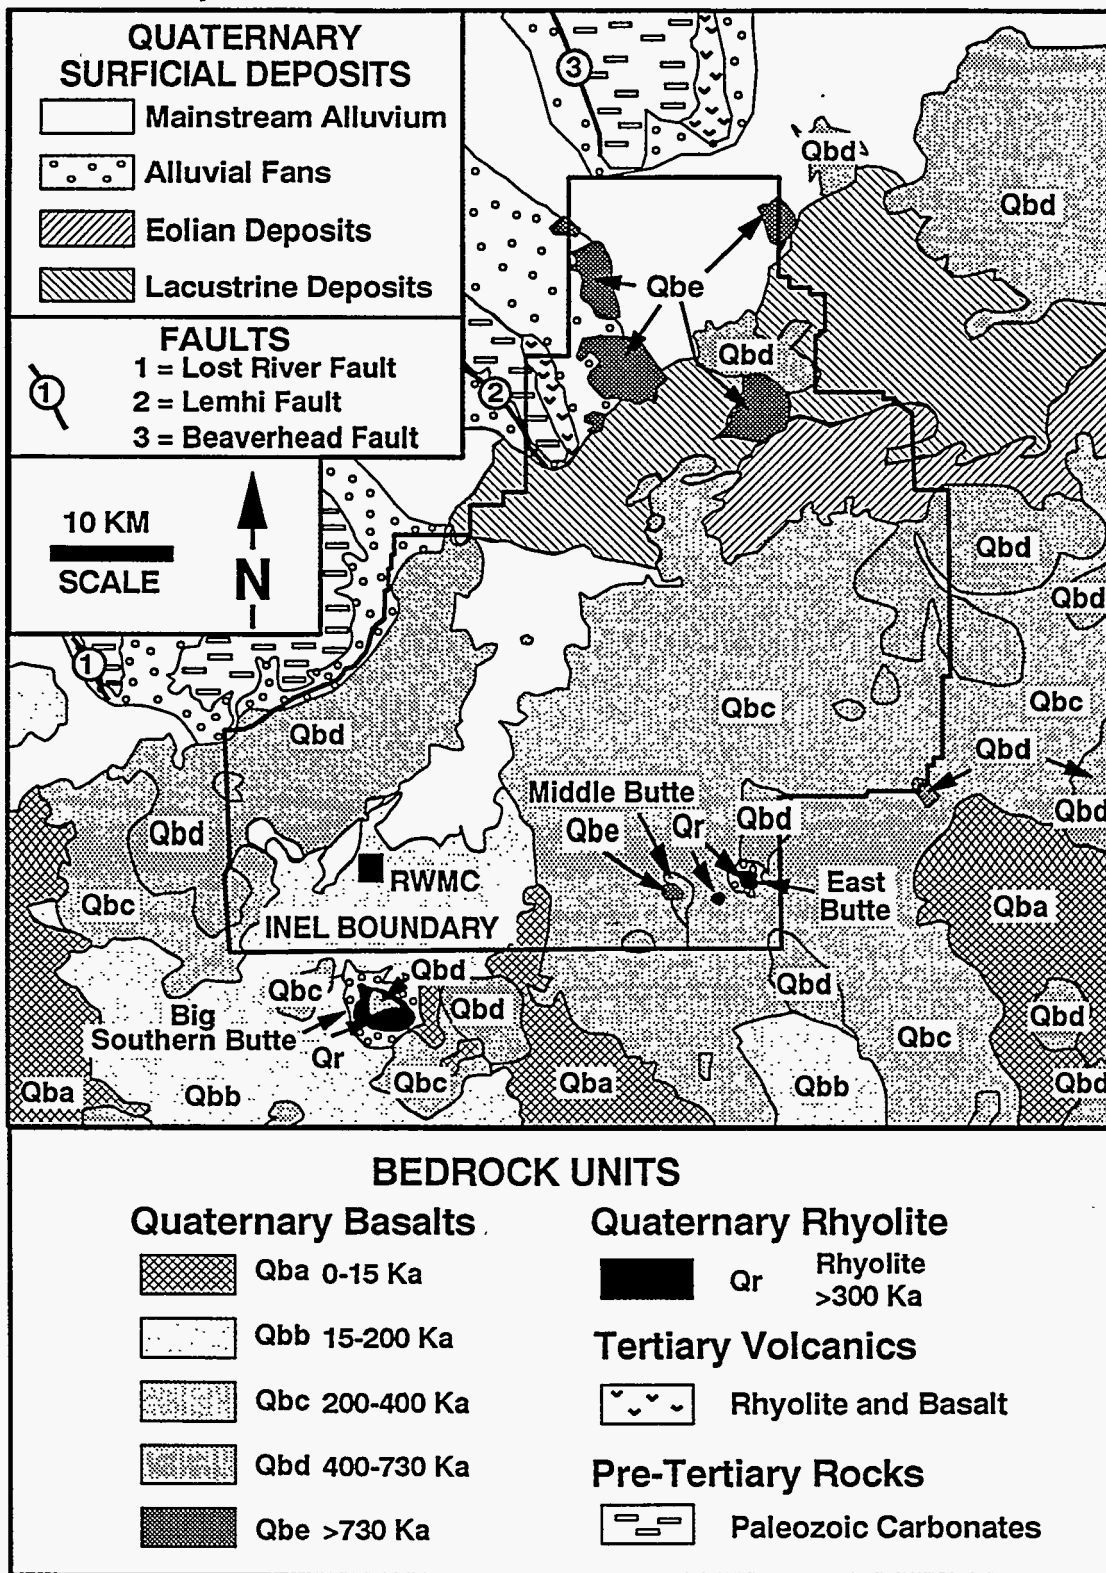 QUATERNARY
SURFICIAL DEPOSITS
Mainstream Alluvium
Alluvial Fans
Eolian Deposits
Lacustrine Deposits
FAULTS
1
1 = Lost River Fault
2 = Lemhi Fault
3 = Beaverhead Fault
10 KM
SCALE
N
3
Qbd
Qbd
Qbe
Qbd
2
Qbd
Qbd
1
Qbc
Qbc
Qbd
Qbd
Qbd
Middle Butte
Qbe
Qr
Qbd
Qbd
RWMC
East
Butte
Qbc
Qba
INEL BOUNDARY
Qbd
Qbc
Qbd
Qbd
Big
Southern Butte
Qbd
Qbc
Qr
Qbc
Qba
Qbb
Qbd
Qba
Qbb
BEDROCK UNITS
Quaternary Basalts
Qba 0-15 Ka
Qbb 15-200 Ka
Qbc 200-400 Ka
Qbd 400-730 Ka
Qbe >730 Ka
Quaternary Rhyolite
Qr Rhyolite
>300 Ka
Tertiary Volcanics
Rhyolite and Basalt
Pre-Tertiary Rocks
Paleozoic Carbonates